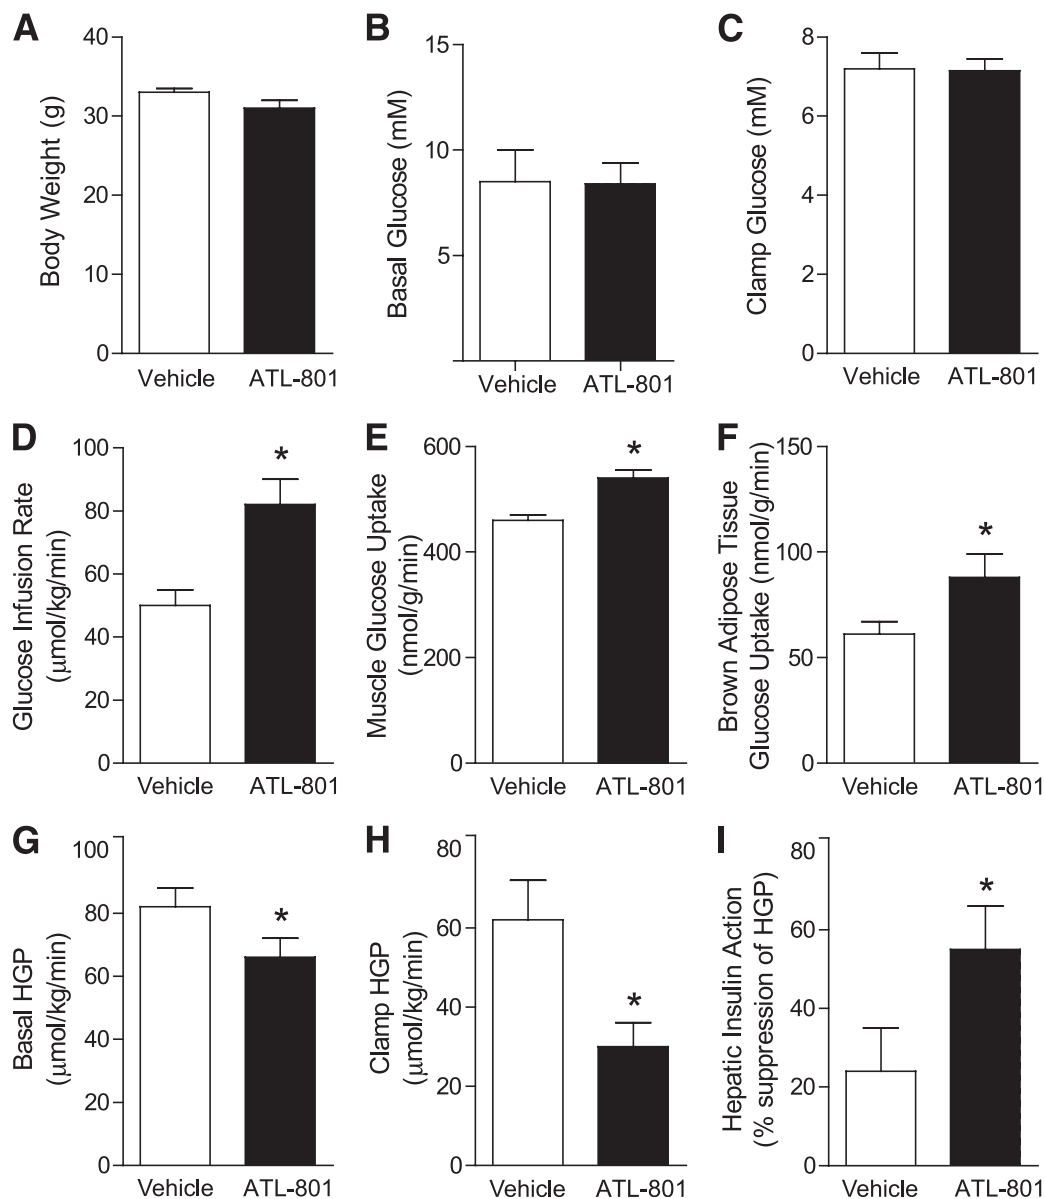 A
Body Weight (g)
40
30
20
10
0
Vehicle ATL-801
B
Basal Glucose (mM)
15
10
5
Vehicle ATL-801
C
Clamp Glucose (mM)
8
6
4
2
0
Vehicle ATL-801
D
Glucose Infusion Rate
(μmol/kg/min)
100
80
60
40
20
0
*
Vehicle ATL-801
E
Muscle Glucose Uptake
(nmol/g/min)
600
400
200
0
*
Vehicle ATL-801
F
Brown Adipose Tissue
Glucose Uptake (nmol/g/min)
150
100
50
0
*
Vehicle ATL-801
G
Basal HGP
(μmol/kg/min)
100
80
60
40
20
0
*
Vehicle ATL-801
H
Clamp HGP
(μmol/kg/min)
80
60
40
20
0
*
Vehicle ATL-801
I
Hepatic Insulin Action
(% suppression of HGP)
80
60
40
20
0
*
Vehicle ATL-801